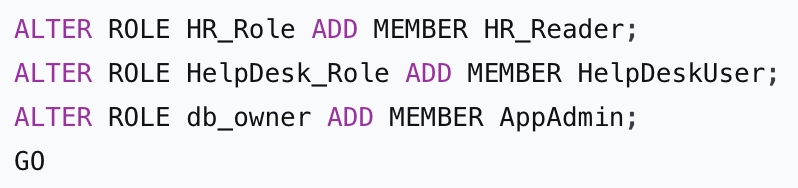 ALTER ROLE HR_Role ADD MEMBER HR_Reader;
ALTER ROLE HelpDesk_Role ADD MEMBER HelpDeskUser;
ALTER ROLE db_owner ADD MEMBER AppAdmin;
GO